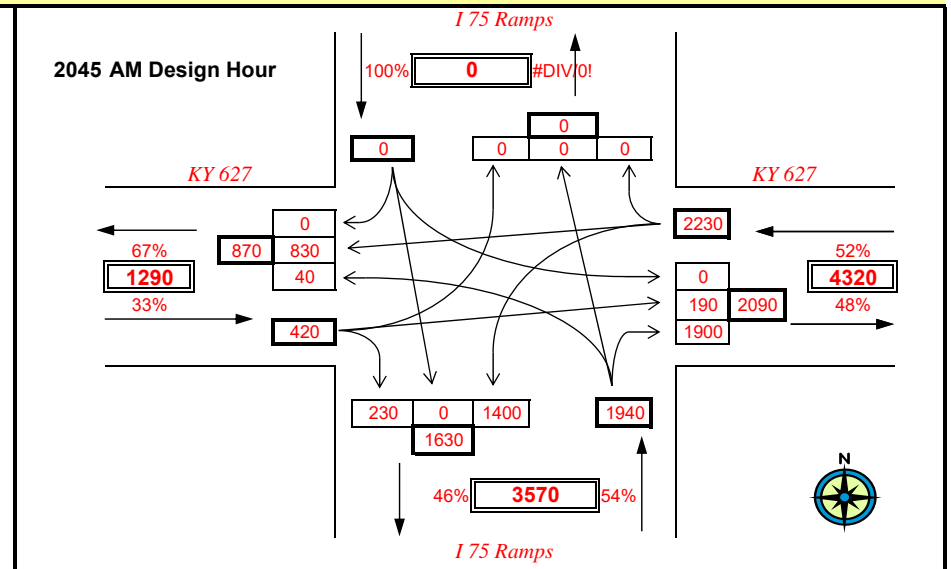 I 75 Ramps
2045 AM Design Hour
100% 0 #DIV/0!
0
0 0 0 0
KY 627 KY 627
0 2230
67% 870 830 52%
1290 40 0 4320
33% 190 2090 48%
420 1900
230 0 1400 1940
1630
N
46% 3570 54%
I 75 Ramps